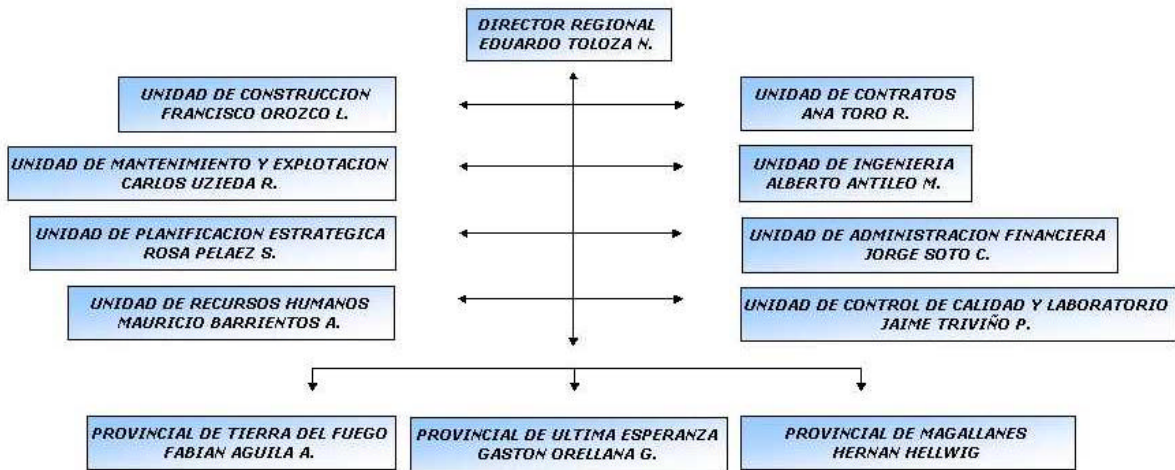 DIRECTOR REGIONAL
EDUARDO TOLOZA N.
UNIDAD DE CONSTRUCCION
FRANCISCO OROZCO L.
UNIDAD DE CONTRATOS
ANA TORO R.
UNIDAD DE MANTENIMIENTO Y EXPLOTACION
CARLOS UZIEDA R.
UNIDAD DE INGENIERIA
ALBERTO ANTILEO M.
UNIDAD DE PLANIFICACION ESTRATEGICA
ROSA PELAEZ S.
UNIDAD DE ADMINISTRACION FINANCIERA
JORGE SOTO C.
UNIDAD DE RECURSOS HUMANOS
MAURICIO BARRIENTOS A.
UNIDAD DE CONTROL DE CALIDAD Y LABORATORIO
JAIME TRIVIÑO P.
PROVINCIAL DE TIERRA DEL FUEGO
FABIAN AGUILA A.
PROVINCIAL DE ULTIMA ESPERANZA
GASTON ORELLANA G.
PROVINCIAL DE MAGALLANES
HERNAN HELLWIG